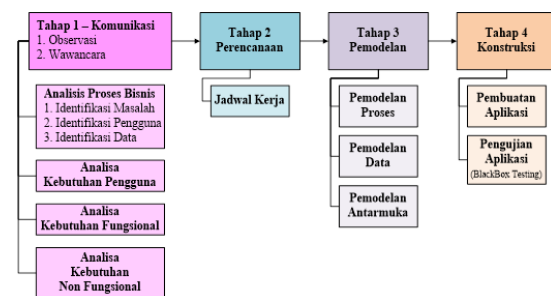 Tahap 1 – Komunikasi
1. Observasi
2. Wawancara
Analisis Proses Bisnis
1. Identifikasi Masalah
2. Identifikasi Pengguna
3. Identifikasi Data
Analisa
Kebutuhan Pengguna
Analisa
Kebutuhan Fungsional
Analisa
Kebutuhan
Non Fungsional
Tahap 2
Perencanaan
Jadwal Kerja
Tahap 3
Pemodelan
Pemodelan
Proses
Pemodelan
Data
Pemodelan
Antarmuka
Tahap 4
Konstruksi
Pembuatan
Aplikasi
Pengujian
Aplikasi
(BlackBox Testing)